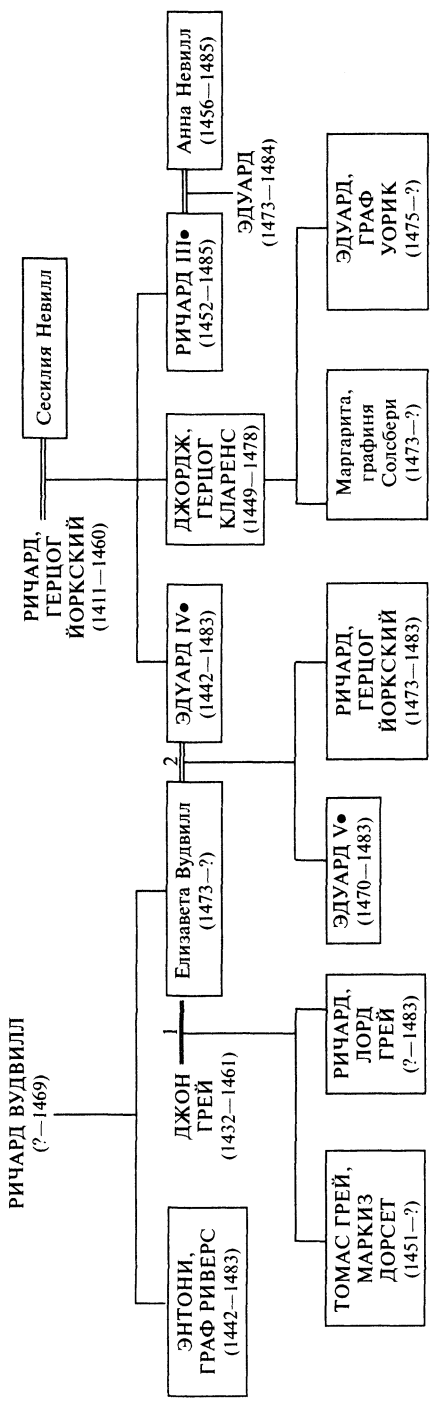 РИЧАРД ВУДВИЛЛ
(?—1469)
РИЧАРД,
ГЕРЦОГ
ЙОРКСКИЙ
(1411—1460)
Сесилия Невилл
ЭНТОНИ,
ГРАФ РИВЕРС
(1442—1483)
ДЖОН
ГРЕЙ
(1432—1461)
1
Елизавета Вудвилл
(1473—?)
2
ЭДУАРД IV●
(1442—1483)
ДЖОРДЖ,
ГЕРЦОГ
КЛАРЕНС
(1449—1478)
РИЧАРД III●
(1452—1485)
Анна Невилл
(1456—1485)
ЭДУАРД
(1473—1484)
ТОМАС ГРЕЙ,
МАРКИЗ
ДОРСЕТ
(1451—?)
РИЧАРД,
ЛОРД
ГРЕЙ
(?—1483)
ЭДУАРД V●
(1470—1483)
РИЧАРД,
ГЕРЦОГ
ЙОРКСКИЙ
(1473—1483)
Маргарита,
графиня
Солсбери
(1473—?)
ЭДУАРД,
ГРАФ
УОРИК
(1475—?)